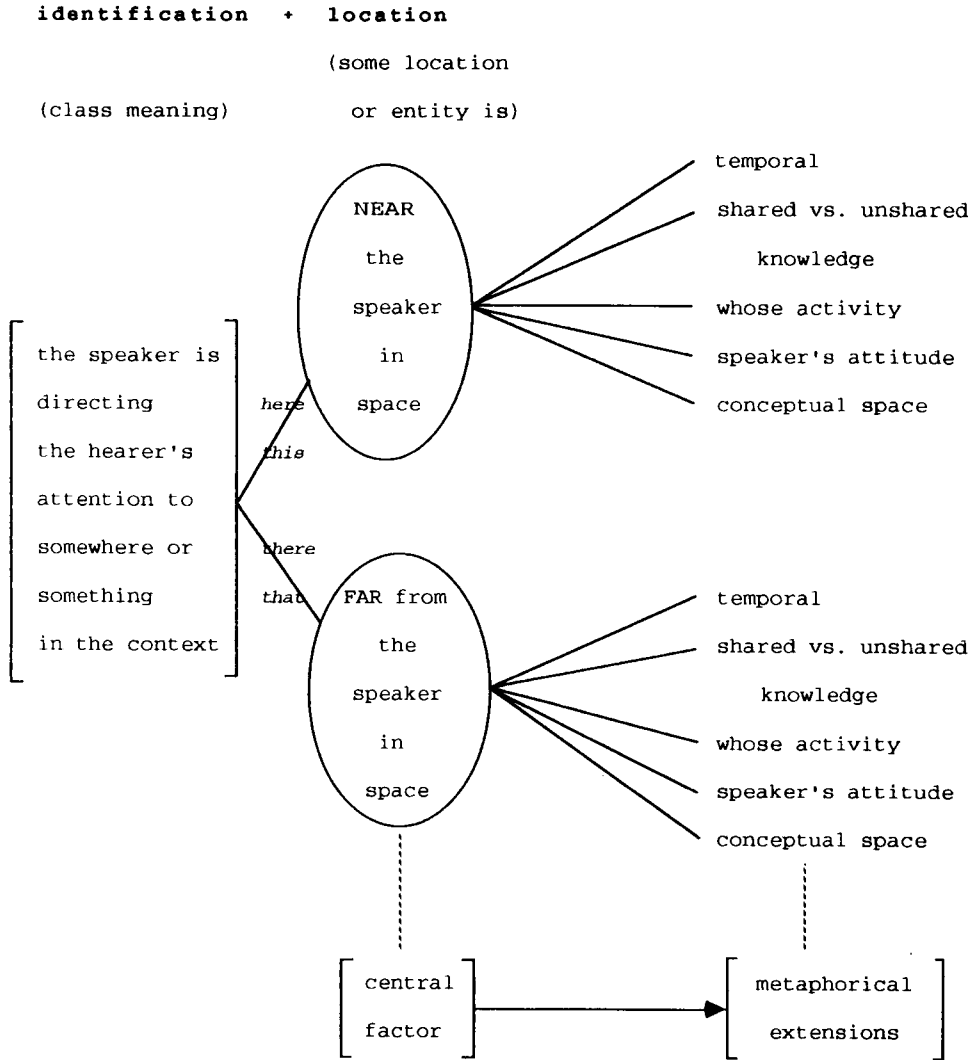 identification + location
(some location
(class meaning) or entity is)
temporal
NEAR
shared vs. unshared
the
knowledge
speaker
whose activity
the speaker is
in
speaker's attitude
directing
here
space
conceptual space
the hearer's
this
attention to
somewhere or
there
something
that
FAR from
temporal
in the context
the
shared vs. unshared
speaker
knowledge
in
whose activity
space
speaker's attitude
conceptual space
central
factor
metaphorical
extensions